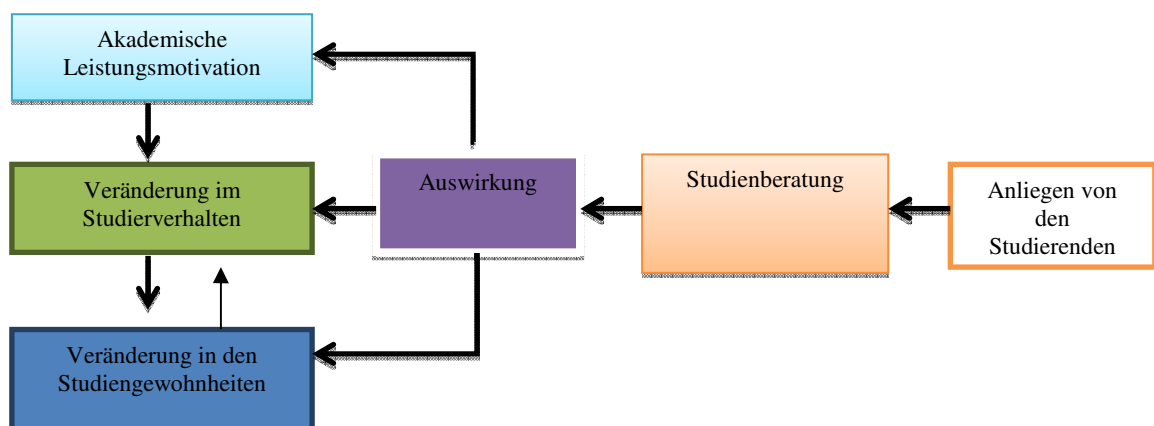 Akademische
Leistungsmotivation
Veränderung im
Studierverhalten
Auswirkung
Studienberatung
Anliegen von
den
Studierenden
Veränderung in den
Studiengewohnheiten